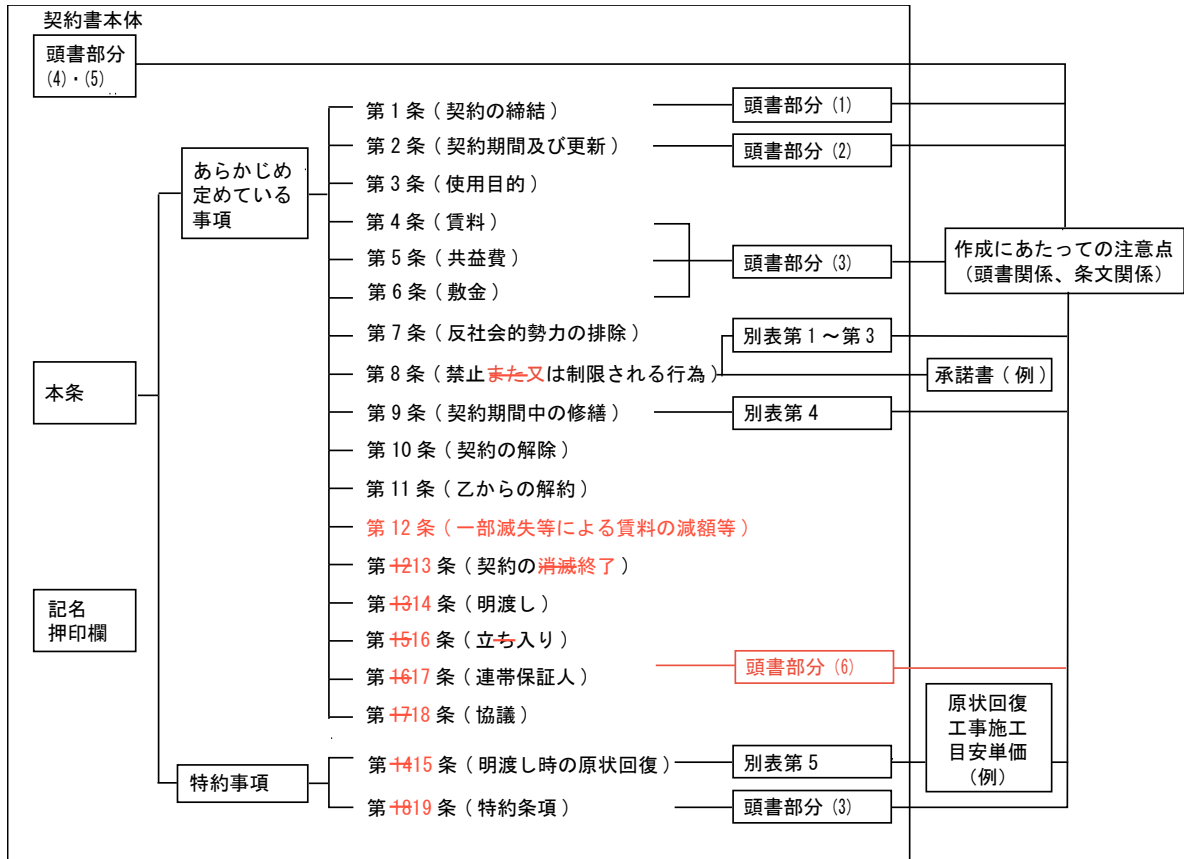 契約書本体
頭書部分
(4)・(5)
第1条(契約の締結)
頭書部分(1)
第2条(契約期間及び更新)
頭書部分(2)
あらかじめ
定めている
事項
第3条(使用目的)
第4条(賃料)
第5条(共益費)
頭書部分(3)
第6条(敷金)
作成にあたっての注意点
(頭書関係、条文関係)
第7条(反社会的勢力の排除)
別表第1~第3
本条
第8条(禁止また又は制限される行為)
承諾書(例)
第9条(契約期間中の修繕)
別表第4
第10条(契約の解除)
第11条(乙からの解約)
第12条(一部滅失等による賃料の減額等)
第1213条(契約の消滅終了)
記名
押印欄
第1314条(明渡し)
第1516条(立ち入り)
第1617条(連帯保証人)
頭書部分(6)
第1718条(協議)
原状回復
工事施工
目安単価
(例)
特約事項
第1415条(明渡し時の原状回復)
別表第5
第1819条(特約条項)
頭書部分(3)